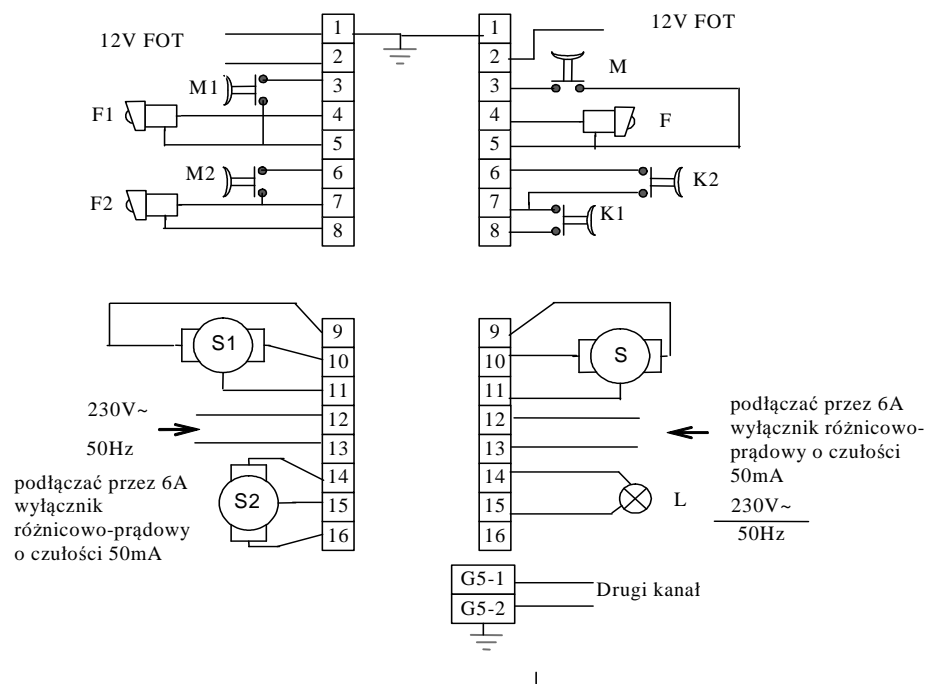 12V FOT
M1
F1
M2
F2
1
2
3
4
5
6
7
8
1
2
3
4
5
6
7
8
12V FOT
M
F
K2
K1
S1
230V~
50Hz
podłączać przez 6A
wyłącznik
różnicowo-prądowy
o czułości 50mA
S2
9
10
11
12
13
14
15
16
9
10
11
12
13
14
15
16
S
podłączać przez 6A
wyłącznik różnicowo-
prądowy o czułości
50mA
L
230V~
50Hz
G5-1
G5-2
Drugi kanał